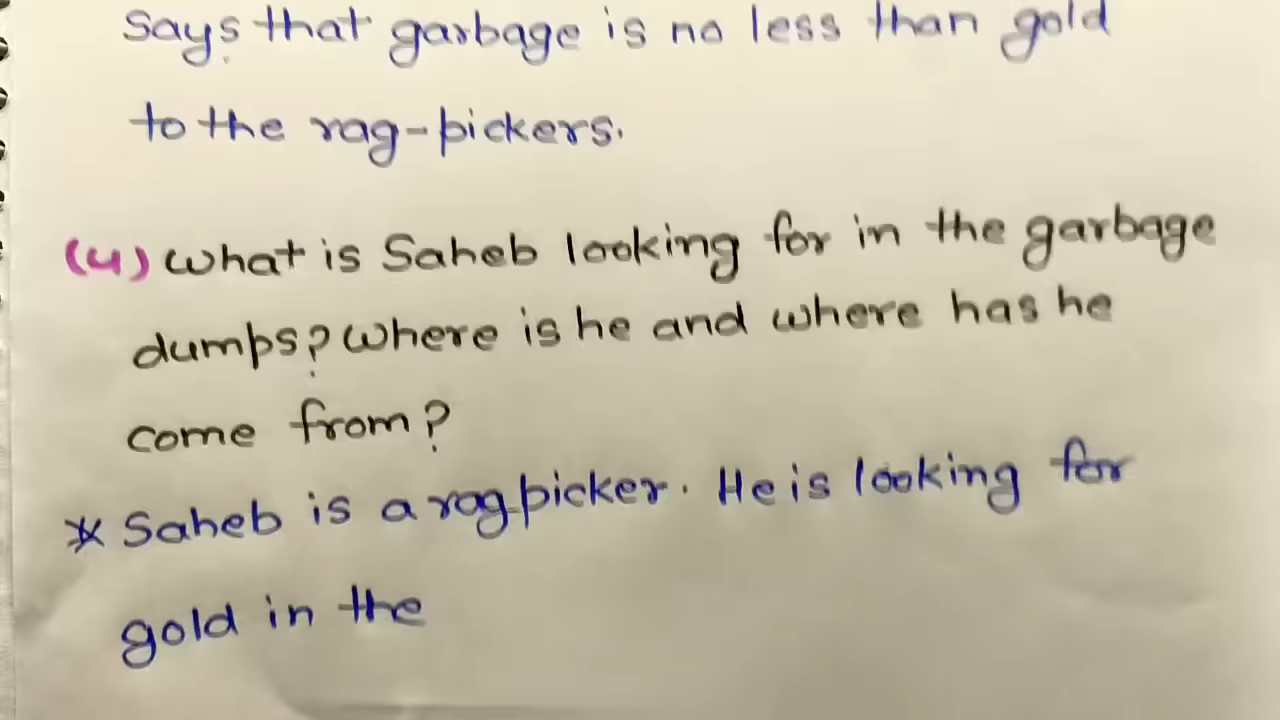 says that garbage is no less than gold
to the rag-pickers.
(4) What is Saheb looking for in the garbage
dumps? Where is he and where has he
come from?
* Saheb is a ragpicker. He is looking for
gold in the